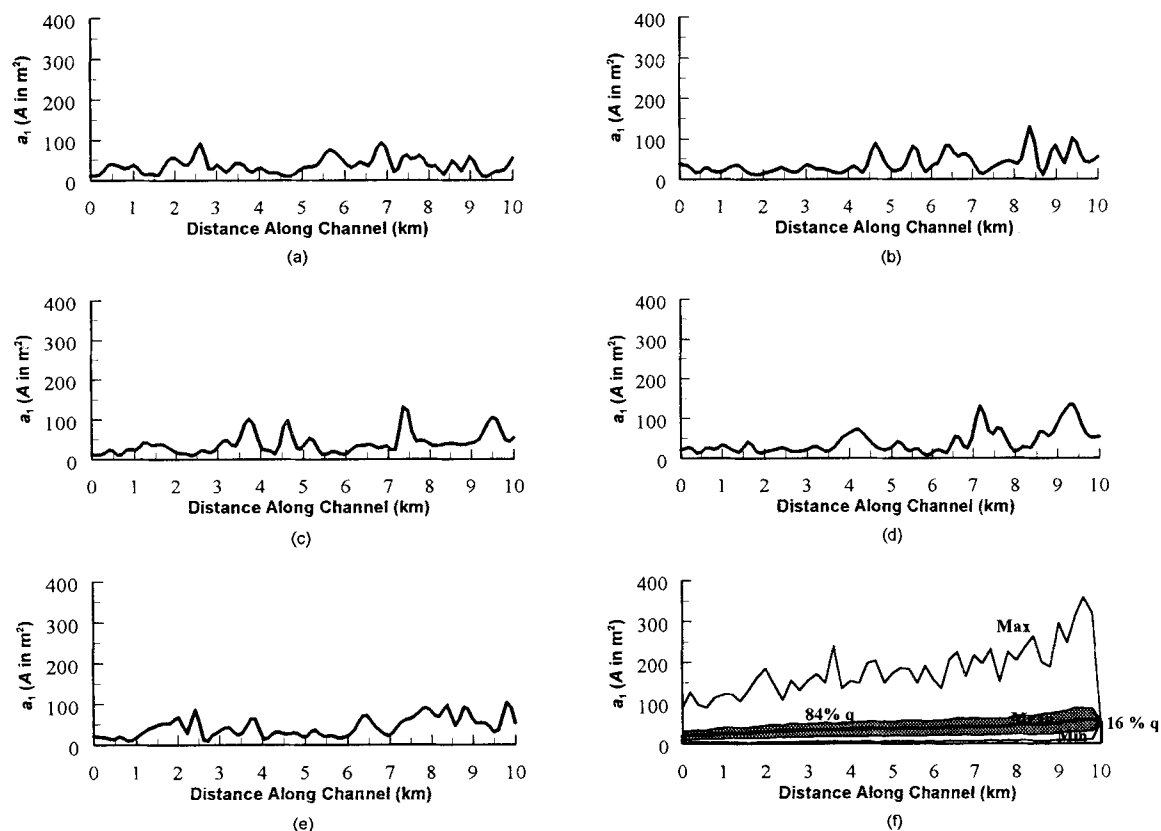 400
300
200
100
0
a₁ (A in m²)
0 1 2 3 4 5 6 7 8 9 10
Distance Along Channel (km)
(a)
400
300
200
100
0
a₁ (A in m²)
0 1 2 3 4 5 6 7 8 9 10
Distance Along Channel (km)
(b)
400
300
200
100
0
a₁ (A in m²)
0 1 2 3 4 5 6 7 8 9 10
Distance Along Channel (km)
(c)
400
300
200
100
0
a₁ (A in m²)
0 1 2 3 4 5 6 7 8 9 10
Distance Along Channel (km)
(d)
400
300
200
100
0
a₁ (A in m²)
0 1 2 3 4 5 6 7 8 9 10
Distance Along Channel (km)
(e)
400
300
200
100
0
a₁ (A in m²)
Max
84% q
Mean
16 % q
Min
0 1 2 3 4 5 6 7 8 9 10
Distance Along Channel (km)
(f)